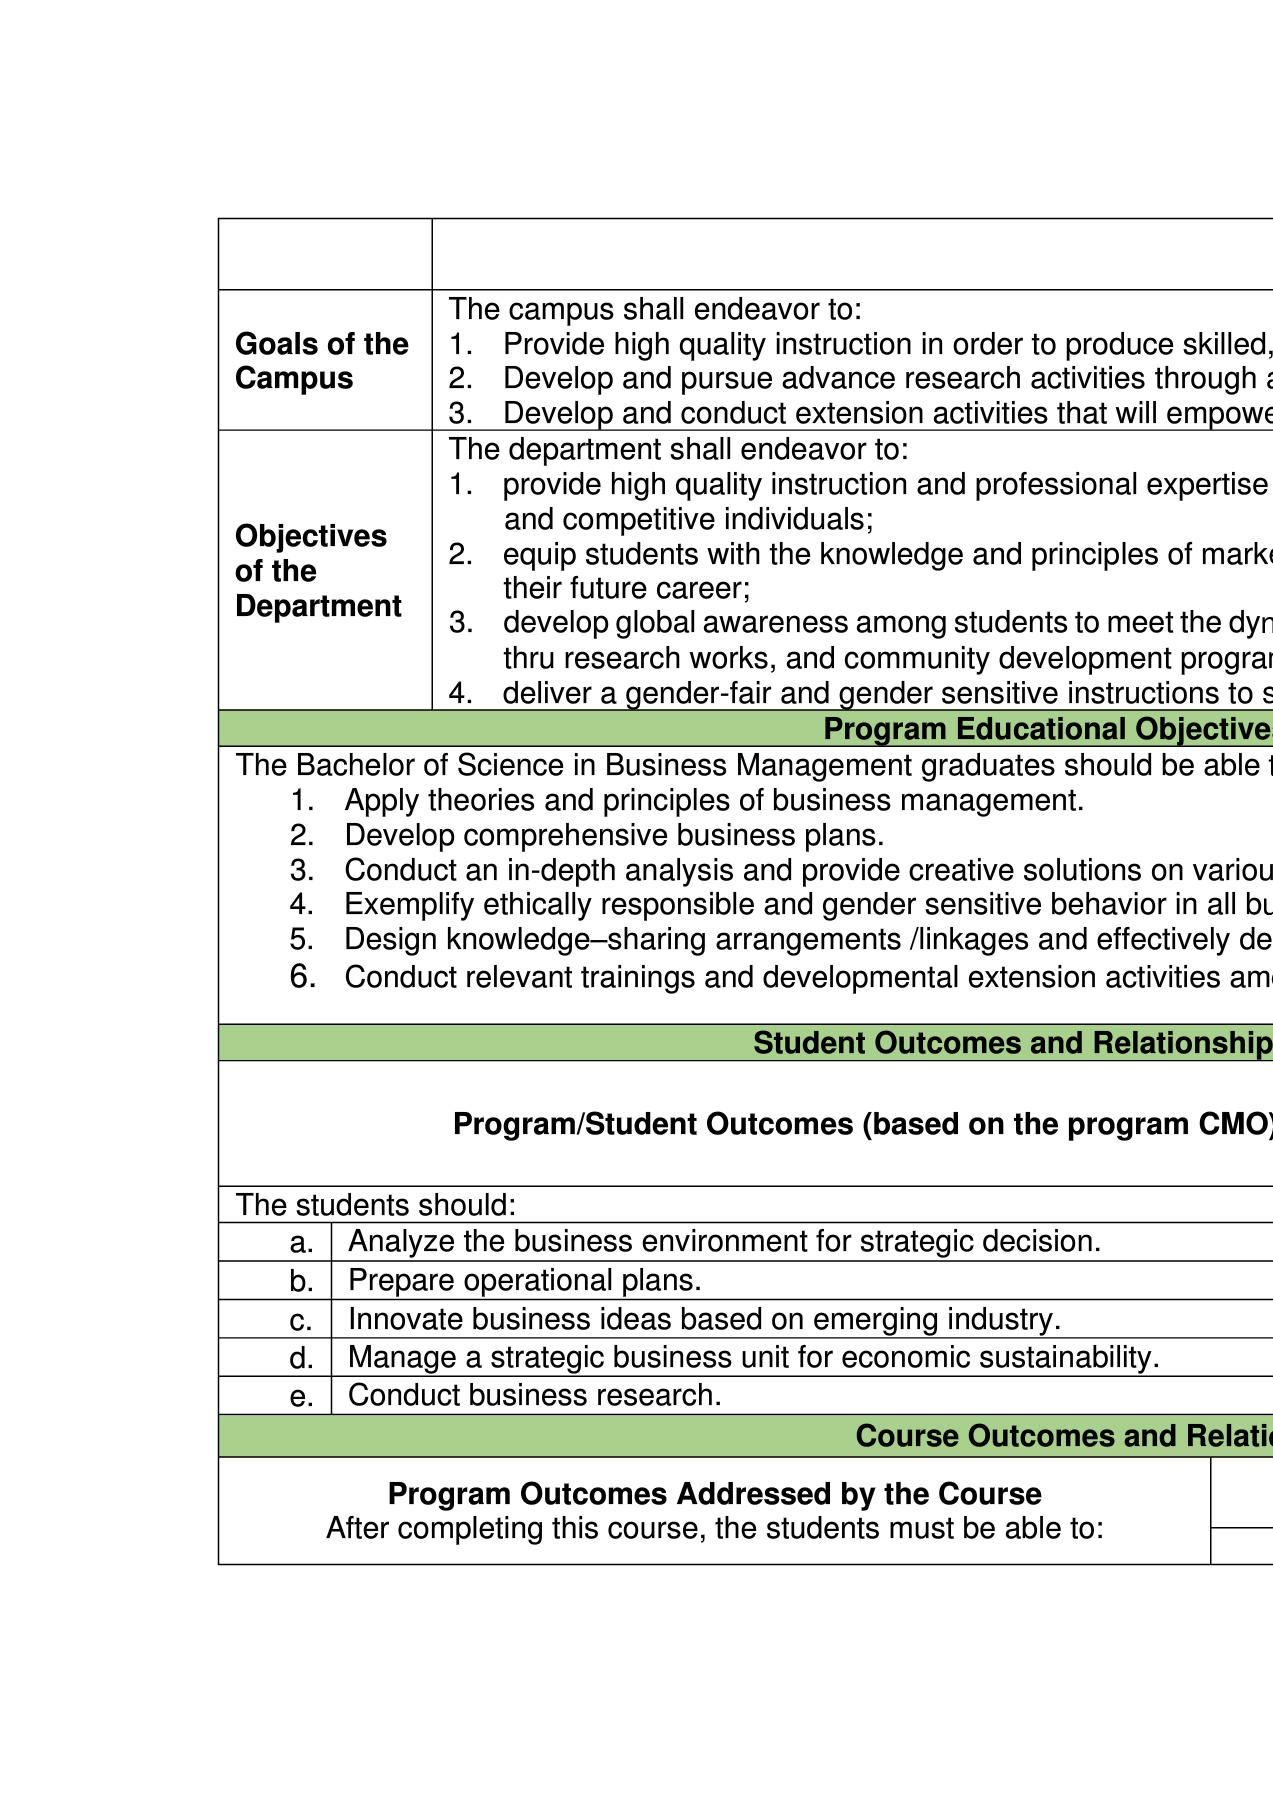 Goals of the
Campus
The campus shall endeavor to:
1. Provide high quality instruction in order to produce skilled,
2. Develop and pursue advance research activities through
3. Develop and conduct extension activities that will
Objectives
of the
Department
The department shall endeavor to:
1. provide high quality instruction and professional expertise
and competitive individuals;
2. equip students with the knowledge and principles of
their future career;
3. develop global awareness among students to meet the
thru research works, and community development
4. deliver a gender-fair and gender sensitive instructions to
Program Educational
The Bachelor of Science in Business Management graduates should be able
1. Apply theories and principles of business management.
2. Develop comprehensive business plans.
3. Conduct an in-depth analysis and provide creative solutions on
4. Exemplify ethically responsible and gender sensitive behavior in all
5. Design knowledge–sharing arrangements /linkages and effectively
6. Conduct relevant trainings and developmental extension activities
Student Outcomes and Relationship
Program/Student Outcomes (based on the program CMO)
The students should:
a. Analyze the business environment for strategic decision.
b. Prepare operational plans.
c. Innovate business ideas based on emerging industry.
d. Manage a strategic business unit for economic sustainability.
e. Conduct business research.
Course Outcomes and
Program Outcomes Addressed by the Course
After completing this course, the students must be able to: